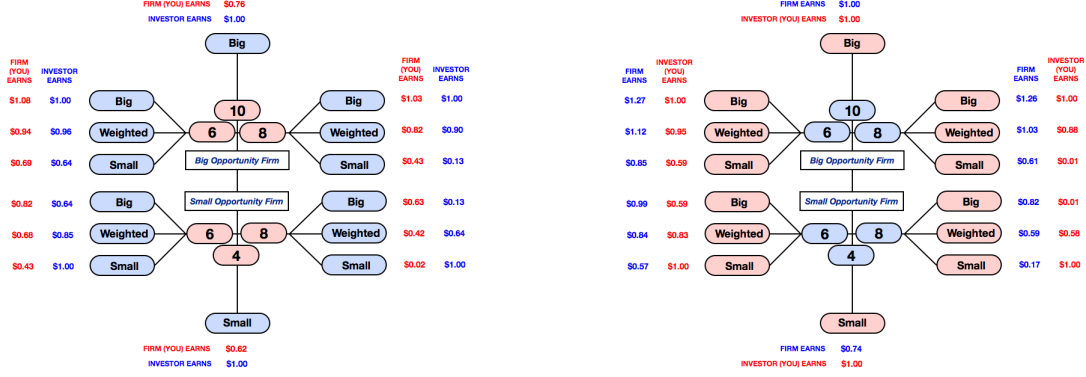 FIRM (YOU) EARNS $0.76
INVESTOR EARNS $1.00
Big
FIRM (YOU) EARNS
INVESTOR EARNS
FIRM (YOU) EARNS
INVESTOR EARNS
$1.08 $1.00 Big 10 Big $1.03 $1.00
$0.94 $0.96 Weighted 6 8 Weighted $0.82 $0.90
$0.69 $0.64 Small Big Opportunity Firm Small $0.43 $0.13
$0.82 $0.64 Big Small Opportunity Firm Big $0.63 $0.13
$0.68 $0.85 Weighted 6 8 Weighted $0.42 $0.64
4
$0.43 $1.00 Small Small $0.02 $1.00
Small
FIRM (YOU) EARNS $0.62
INVESTOR EARNS $1.00
FIRM EARNS $1.00
INVESTOR (YOU) EARNS $1.00
Big
FIRM EARNS
INVESTOR (YOU) EARNS
FIRM EARNS
INVESTOR (YOU) EARNS
$1.27 $1.00 Big 10 Big $1.26 $1.00
$1.12 $0.95 Weighted 6 8 Weighted $1.03 $0.88
$0.85 $0.59 Small Big Opportunity Firm Small $0.61 $0.01
$0.99 $0.59 Big Small Opportunity Firm Big $0.82 $0.01
$0.84 $0.83 Weighted 6 8 Weighted $0.59 $0.58
4
$0.57 $1.00 Small Small $0.17 $1.00
Small
FIRM EARNS $0.74
INVESTOR (YOU) EARNS $1.00